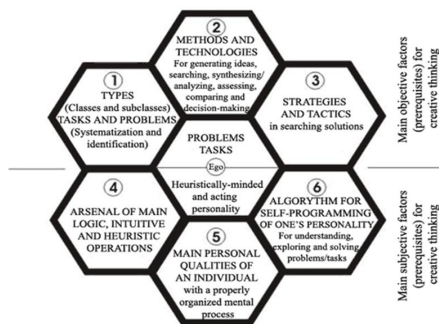 2
METHODS AND
TECHNOLOGIES
For generating ideas,
searching, synthesizing/
analyzing, assessing,
comparing and
decision-making
1
TYPES
(Classes and subclasses)
TASKS AND PROBLEMS
(Systematization and
identification)
3
STRATEGIES
AND TACTICS
in searching solutions
PROBLEMS
TASKS
Ego
Heuristically-minded
and acting
personality
4
ARSENAL OF MAIN
LOGIC, INTUITIVE
AND HEURISTIC
OPERATIONS
6
ALGORYTHM FOR
SELF-PROGRAMMING
OF ONE'S PERSONALITY
For understanding,
exploring and solving
problems/tasks
5
MAIN PERSONAL
QUALITIES OF
AN INDIVIDUAL
with a properly
organized mental
process
Main objective factors
(prerequisites) for
creative thinking
Main subjective factors
(prerequisites) for
creative thinking